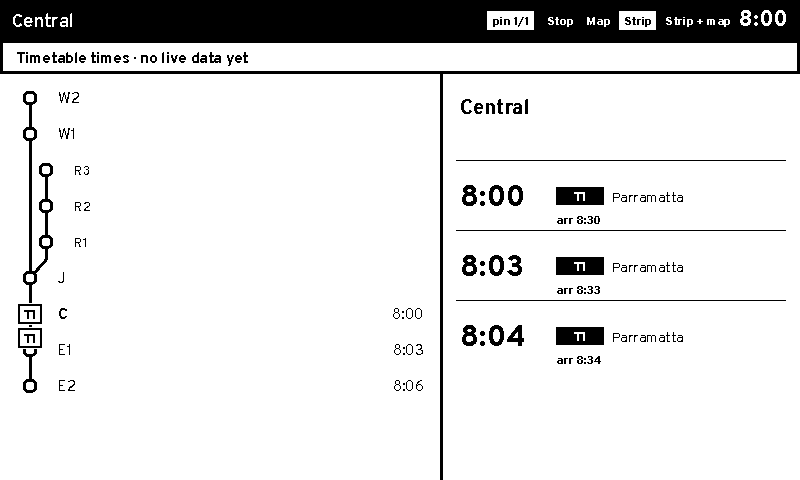 Central
pin 1/1 Stop Map Strip Strip + map 8:00
Timetable times · no live data yet
W2
W1
R3
R2
R1
J
T1 C 8:00
T1
E1 8:03
E2 8:06
Central
8:00 T1 Parramatta
arr 8:30
8:03 T1 Parramatta
arr 8:33
8:04 T1 Parramatta
arr 8:34